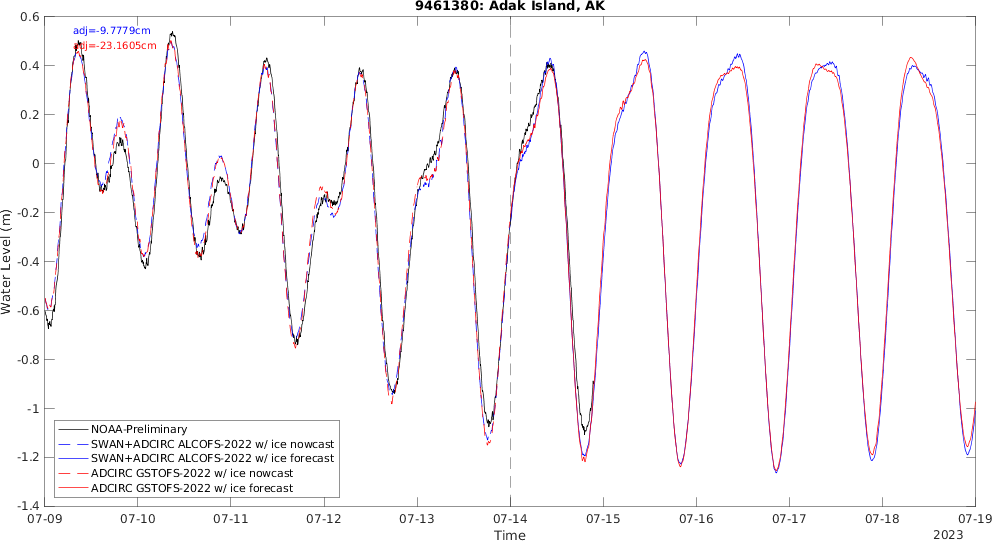 9461380: Adak Island, AK
adj=-9.7779cm
adj=-23.1605cm
0.6
0.4
0.2
0
-0.2
-0.4
-0.6
-0.8
-1
-1.2
-1.4
Water Level (m)
NOAA-Preliminary
SWAN+ADCIRC ALCOFS-2022 w/ ice nowcast
SWAN+ADCIRC ALCOFS-2022 w/ ice forecast
ADCIRC GSTOFS-2022 w/ ice nowcast
ADCIRC GSTOFS-2022 w/ ice forecast
07-09 07-10 07-11 07-12 07-13 07-14 07-15 07-16 07-17 07-18 07-19
Time
2023